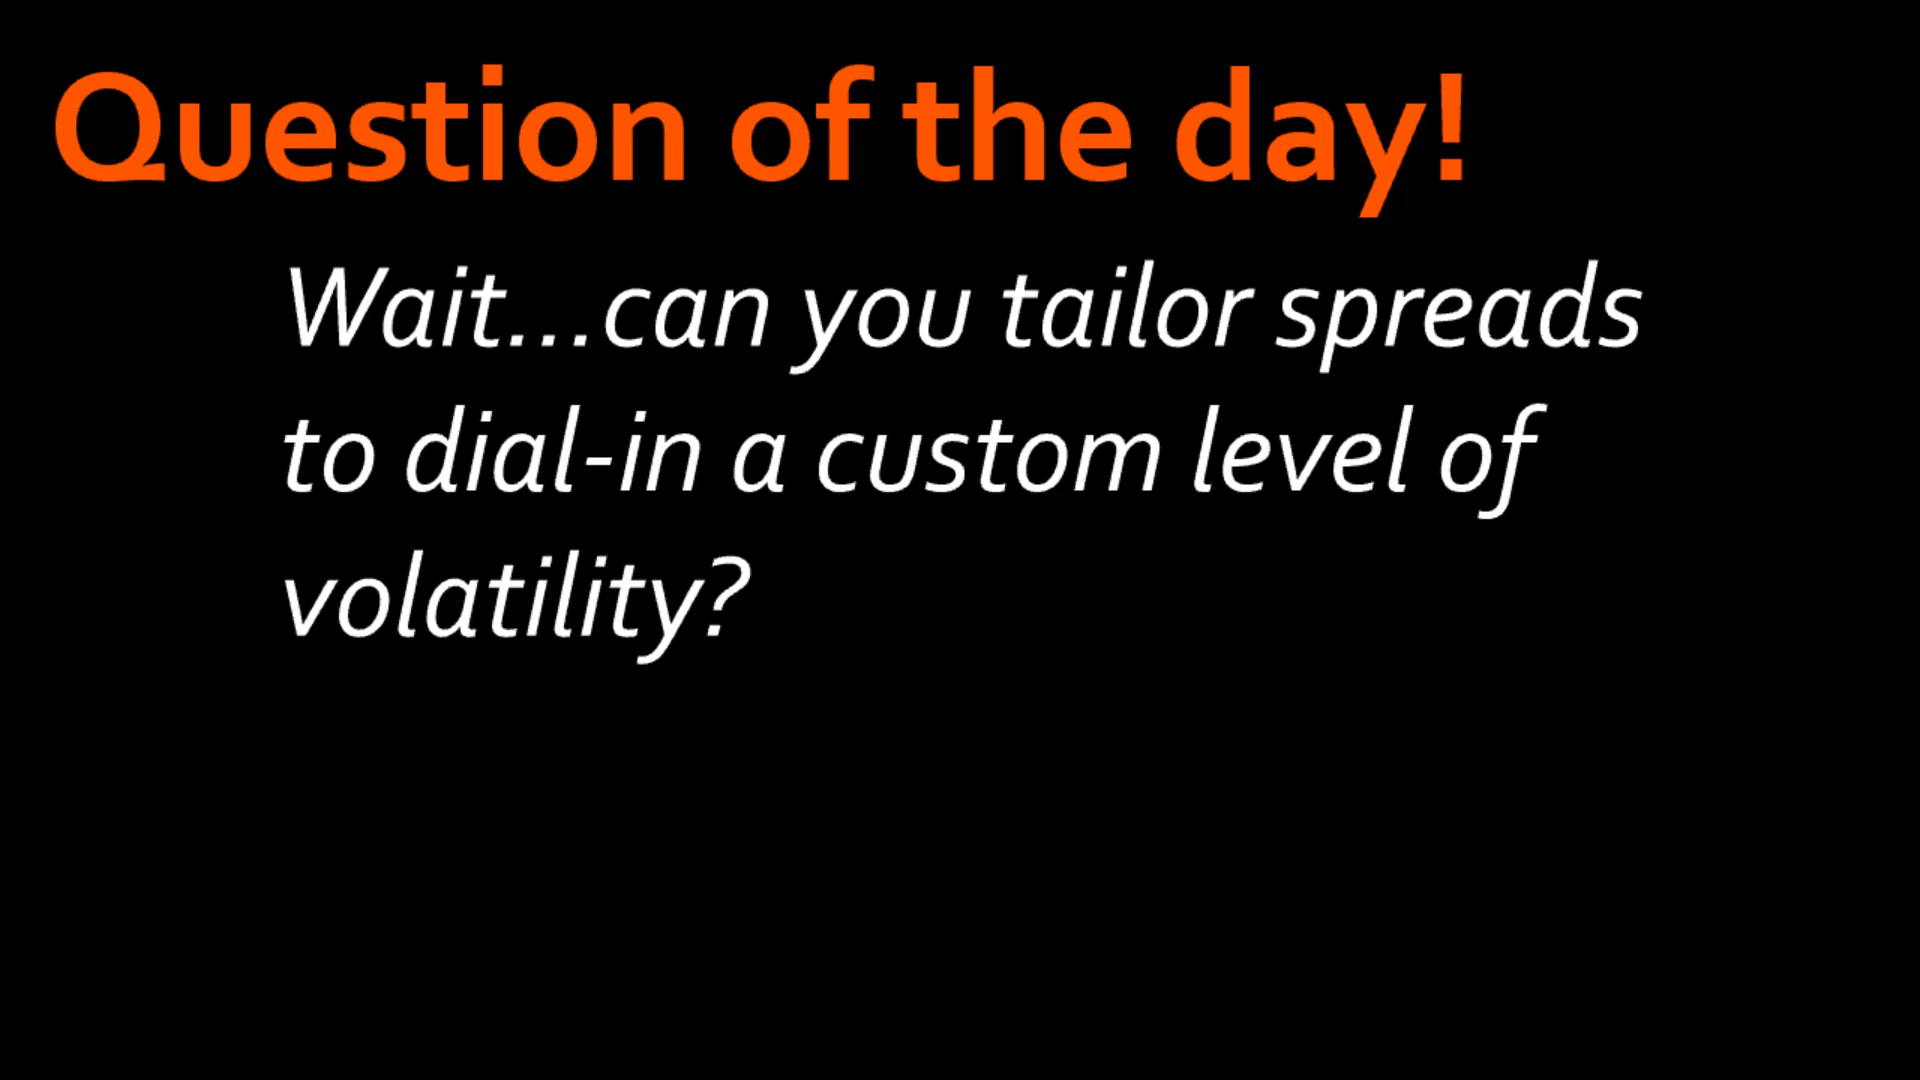 Question of the day!
Wait...can you tailor spreads
to dial-in a custom level of
volatility?